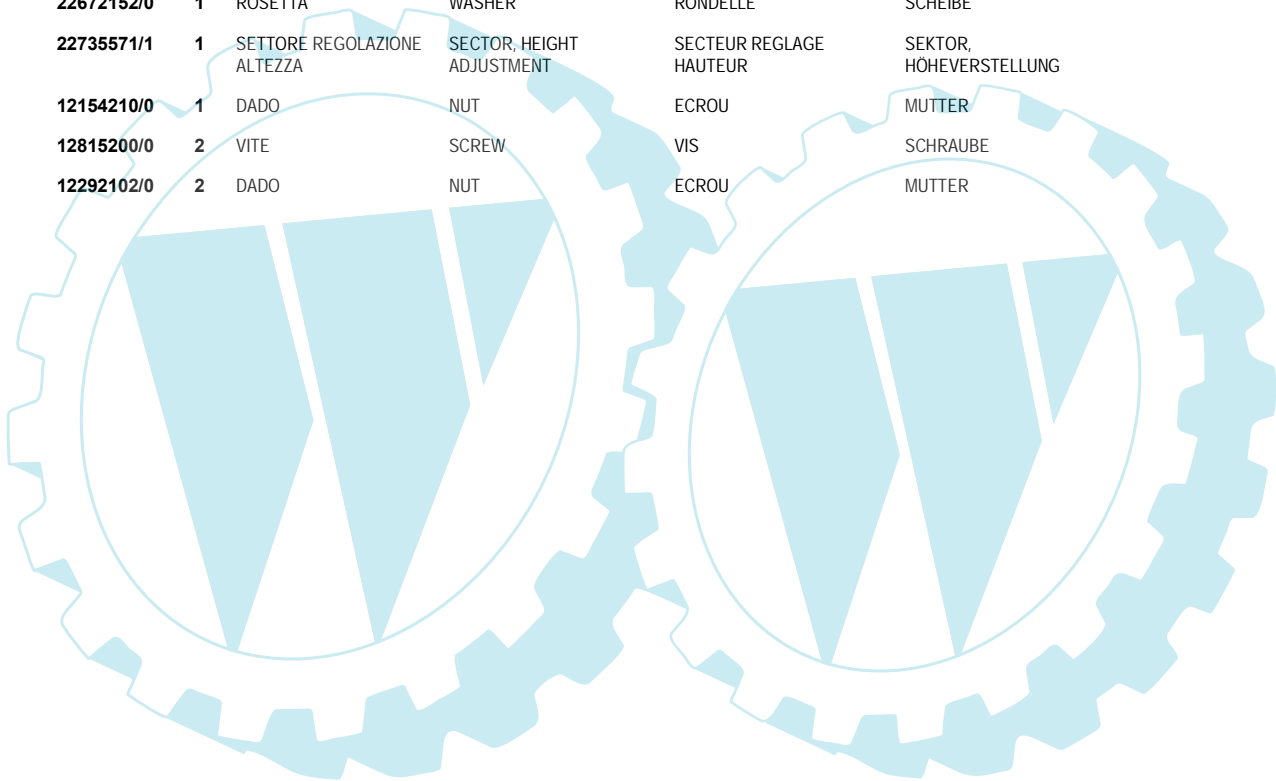 22672152/0 1 ROSETTA WASHER RONDELLE SCHEIBE
22735571/1 1 SETTORE REGOLAZIONE SECTOR, HEIGHT SECTEUR REGLAGE SEKTOR,
ALTEZZA ADJUSTMENT HAUTEUR HÖHEVERSTELLUNG
12154210/0 1 DADO NUT ECROU MUTTER
12815200/0 2 VITE SCREW VIS SCHRAUBE
12292102/0 2 DADO NUT ECROU MUTTER